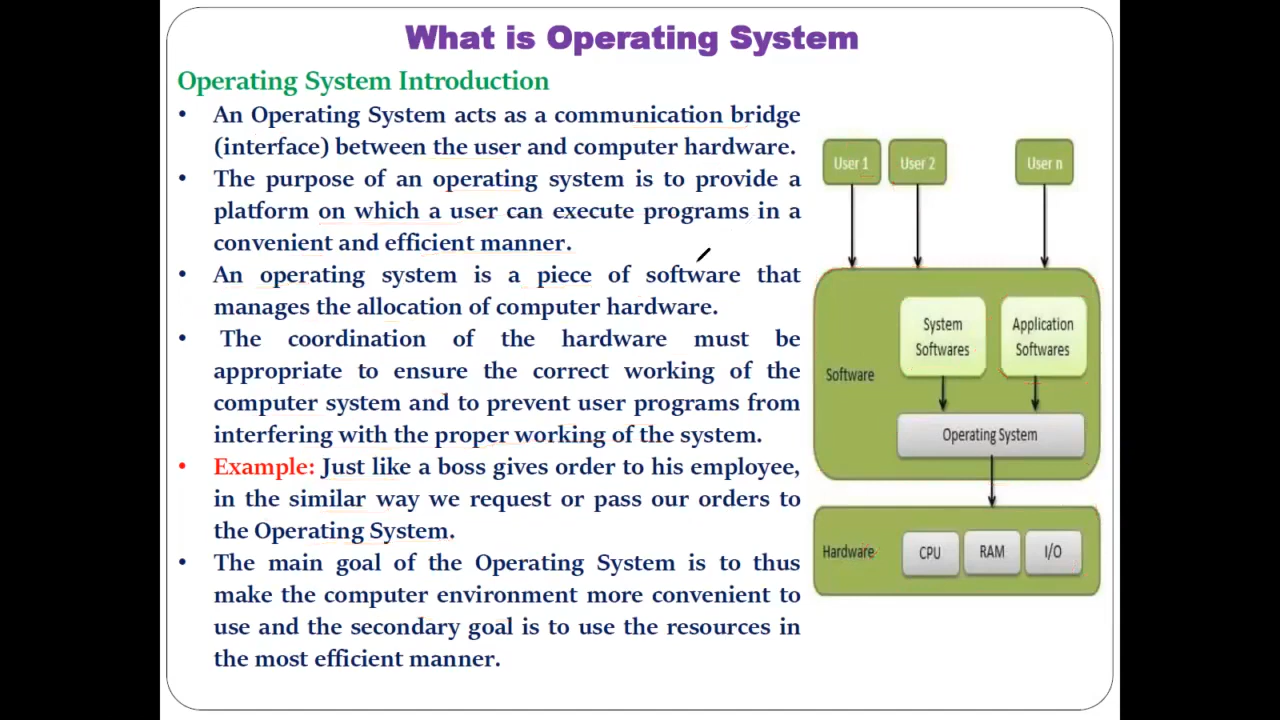 What is Operating System
Operating System Introduction
• An Operating System acts as a communication bridge
(interface) between the user and computer hardware.
• The purpose of an operating system is to provide a
platform on which a user can execute programs in a
convenient and efficient manner.
• An operating system is a piece of software that
manages the allocation of computer hardware.
• The coordination of the hardware must be
appropriate to ensure the correct working of the
computer system and to prevent user programs from
interfering with the proper working of the system.
• Example: Just like a boss gives order to his employee,
in the similar way we request or pass our orders to
the Operating System.
• The main goal of the Operating System is to thus
make the computer environment more convenient to
use and the secondary goal is to use the resources in
the most efficient manner.
User 1
User 2
User n
System
Softwares
Application
Softwares
Software
Operating System
Hardware
CPU
RAM
I/O